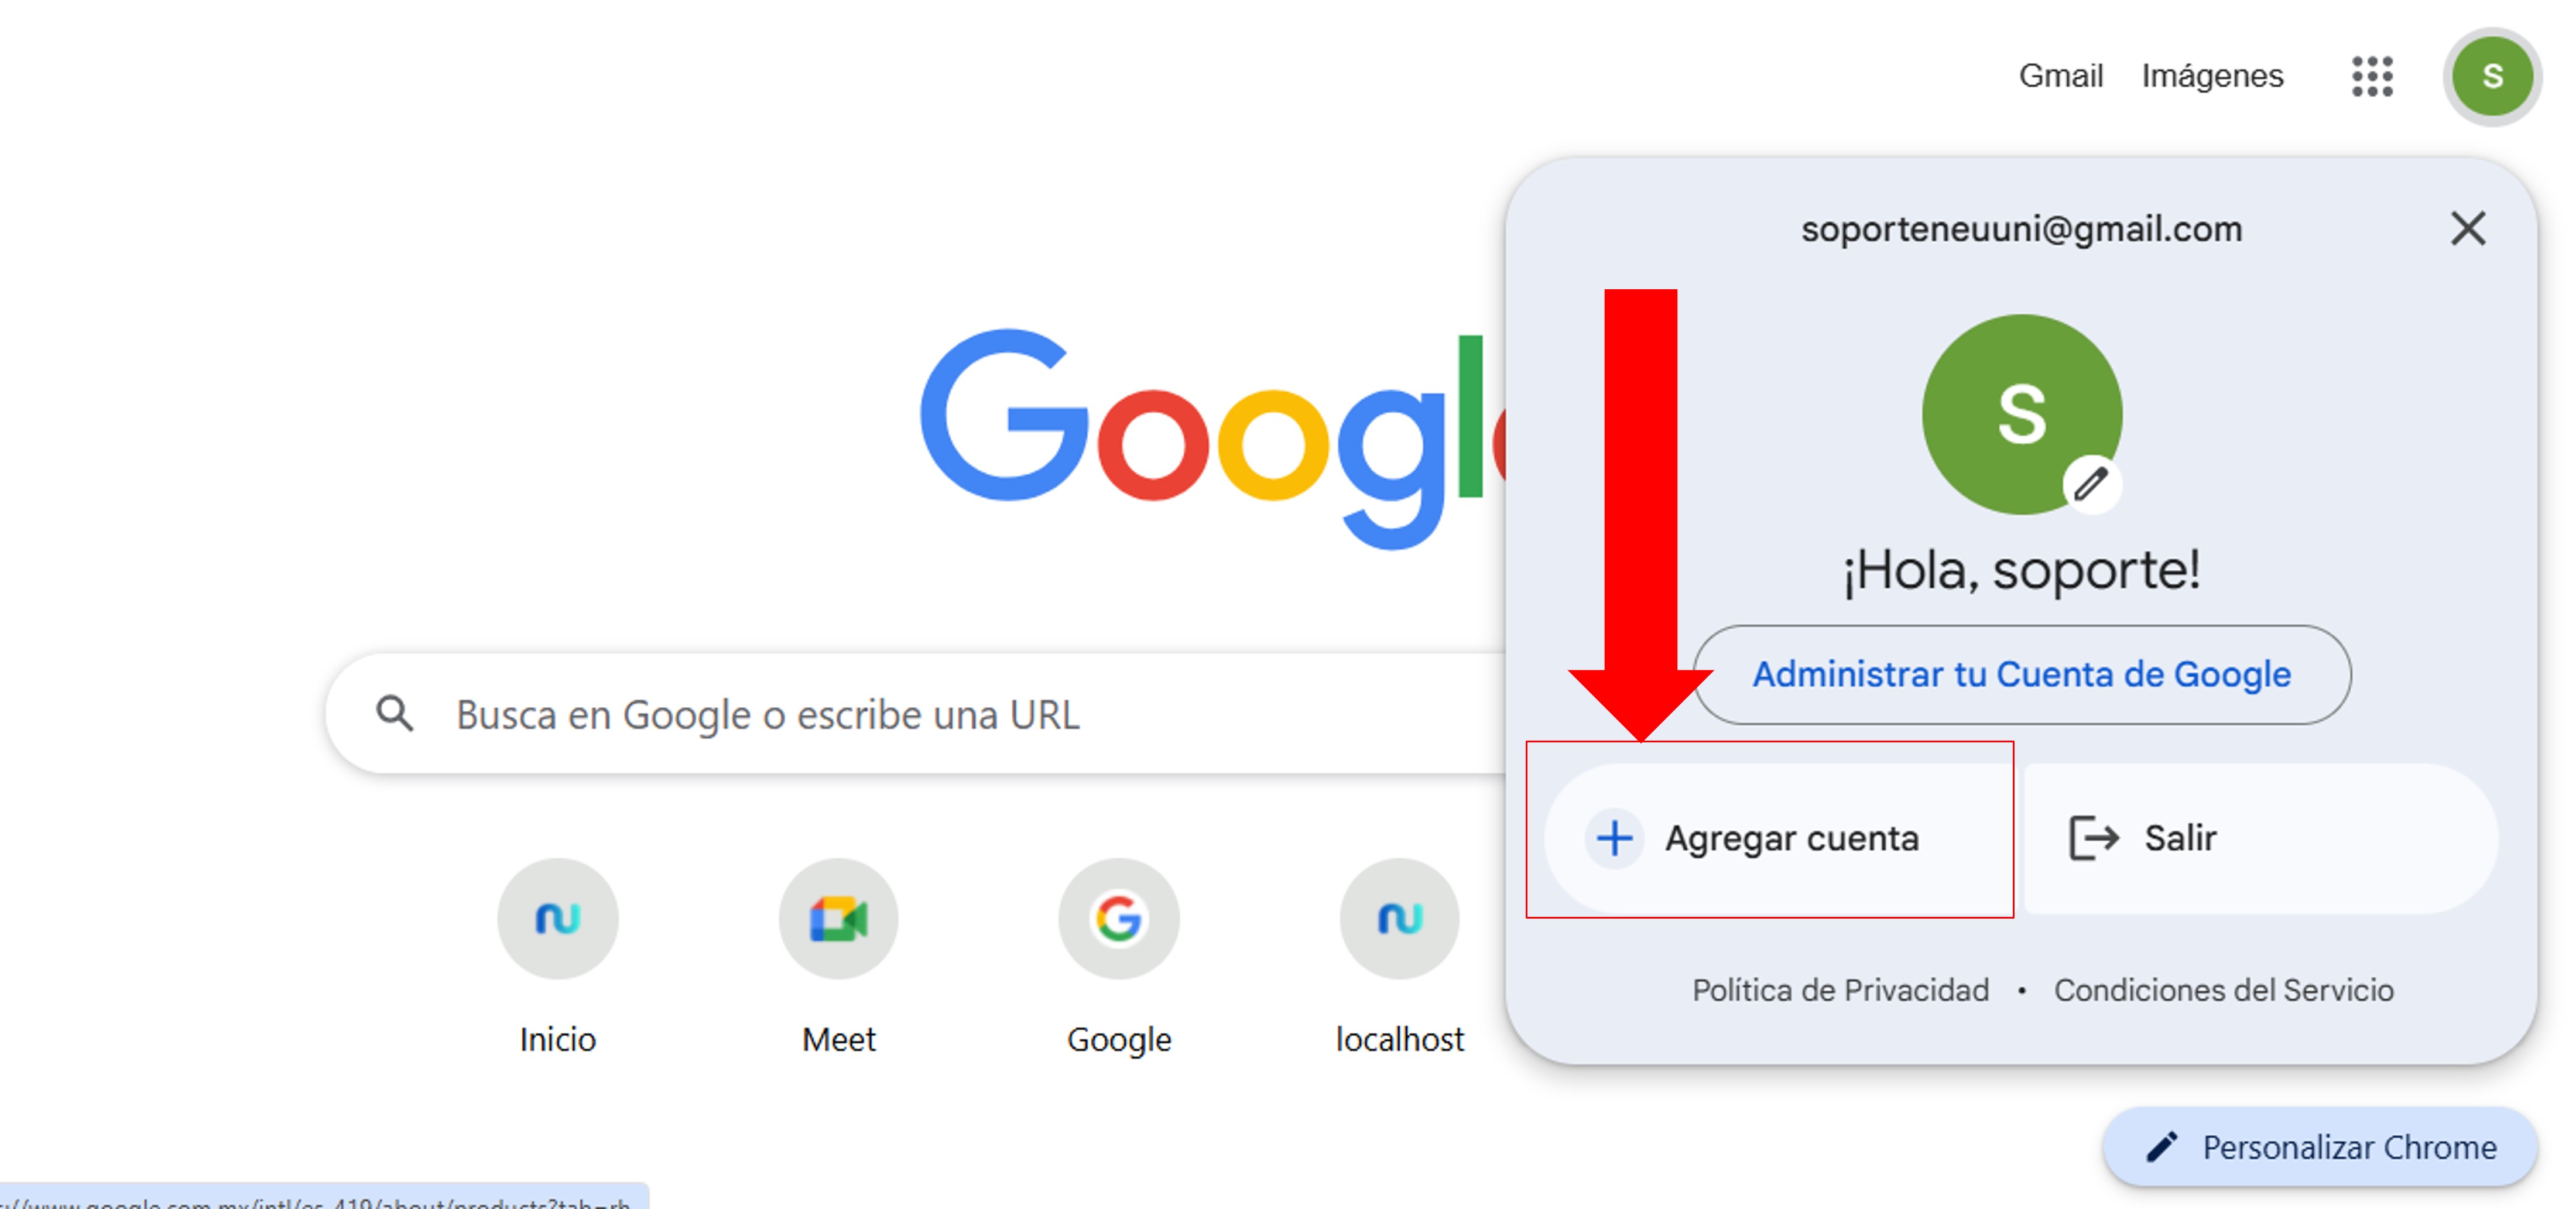 Gmail Imágenes S
soporteneuuni@gmail.com
Googl
S
¡Hola, soporte!
Administrar tu Cuenta de Google
Busca en Google o escribe una URL
Agregar cuenta
Salir
Política de Privacidad • Condiciones del Servicio
Inicio
Meet
Google
localhost
Personalizar Chrome
://www.google.com.mx/intl/es-419/about/products?tab=rh